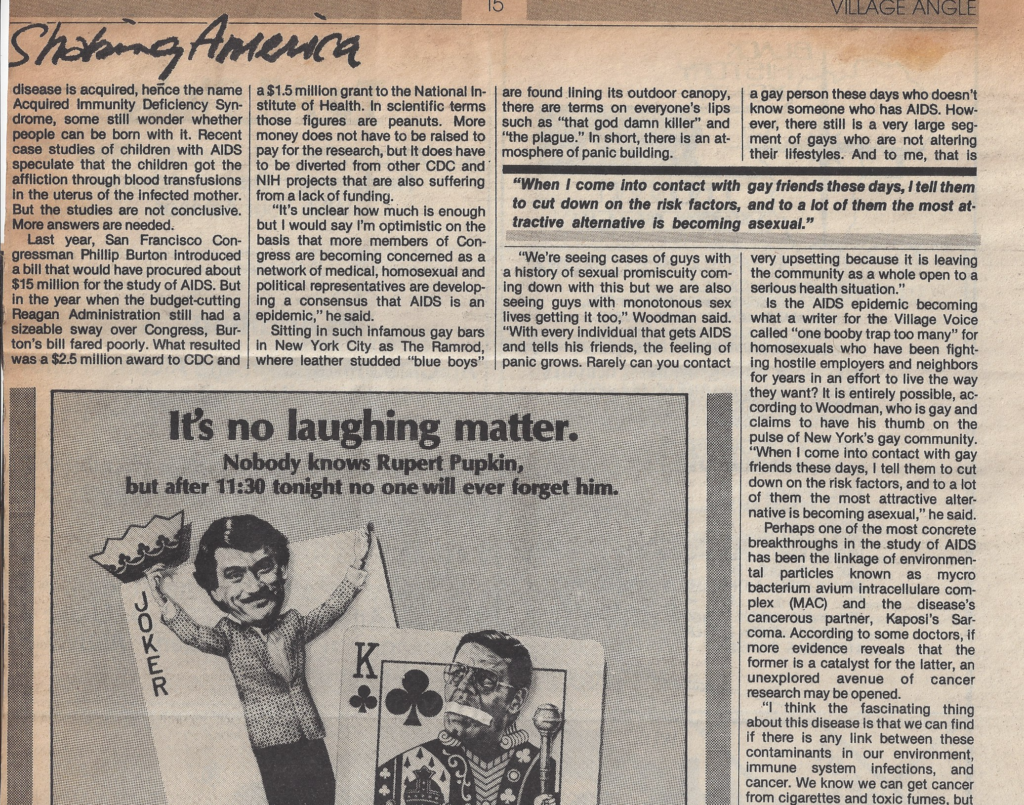 15
VILLAGE ANGLE
Shaking America
disease is acquired, hence the name
Acquired Immunity Deficiency Syn-
drome, some still wonder whether
people can be born with it. Recent
case studies of children with AIDS
speculate that the children got the
affliction through blood transfusions
in the uterus of the infected mother.
But the studies are not conclusive.
More answers are needed.
Last year, San Francisco Con-
gressman Phillip Burton introduced
a bill that would have procured about
$15 million for the study of AIDS. But
in the year when the budget-cutting
Reagan Administration still had a
sizeable sway over Congress, Bur-
ton's bill fared poorly. What resulted
was a $2.5 million award to CDC and
a $1.5 million grant to the National In-
stitute of Health. In scientific terms
those figures are peanuts. More
money does not have to be raised to
pay for the research, but it does have
to be diverted from other CDC and
NIH projects that are also suffering
from a lack of funding.
"It's unclear how much is enough
but I would say I'm optimistic on the
basis that more members of Con-
gress are becoming concerned as a
network of medical, homosexual and
political representatives are develop-
ing a consensus that AIDS is an
epidemic," he said.
Sitting in such infamous gay bars
in New York City as The Ramrod,
where leather studded "blue boys"
are found lining its outdoor canopy,
there are terms on everyone's lips
such as "that god damn killer" and
"the plague." In short, there is an at-
mosphere of panic building.
"When I come into contact with gay friends these days, I tell them
to cut down on the risk factors, and to a lot of them the most at-
tractive alternative is becoming asexual."
"We're seeing cases of guys with
a history of sexual promiscuity com-
ing down with this but we are also
seeing guys with monotonous sex
lives getting it too," Woodman said.
"With every individual that gets AIDS
and tells his friends, the feeling of
panic grows. Rarely can you contact
a gay person these days who doesn't
know someone who has AIDS. How-
ever, there still is a very large seg-
ment of gays who are not altering
their lifestyles. And to me, that is
very upsetting because it is leaving
the community as a whole open to a
serious health situation."
Is the AIDS epidemic becoming
what a writer for the Village Voice
called "one booby trap too many" for
homosexuals who have been fight-
ing hostile employers and neighbors
for years in an effort to live the way
they want? It is entirely possible, ac-
cording to Woodman, who is gay and
claims to have his thumb on the
pulse of New York's gay community.
"When I come into contact with gay
friends these days, I tell them to cut
down on the risk factors, and to a lot
of them the most attractive alter-
native is becoming asexual," he said.
Perhaps one of the most concrete
breakthroughs in the study of AIDS
has been the linkage of environmen-
tal particles known as mycro
bacterium avium intracellulare com-
plex (MAC) and the disease's
cancerous partner, Kaposi's Sar-
coma. According to some doctors, if
more evidence reveals that the
former is a catalyst for the latter, an
unexplored avenue of cancer
research may be opened.
"I think the fascinating thing
about this disease is that we can find
if there is any link between these
contaminants in our environment,
immune system infections, and
cancer. We know we can get cancer
from cigarettes and toxic fumes, but
It's no laughing matter.
Nobody knows Rupert Pupkin,
but after 11:30 tonight no one will ever forget him.
JOKER
K